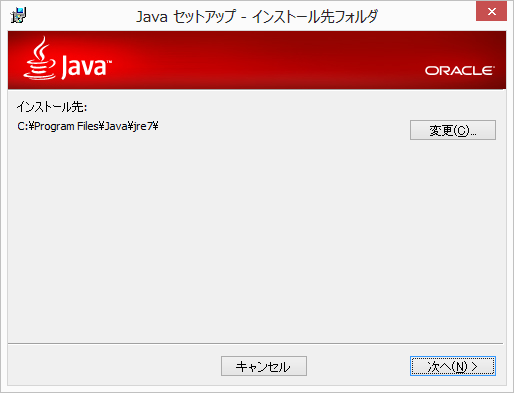 Java セットアップ - インストール先フォルダ
Java™
ORACLE®
インストール先:
C:¥Program Files¥Java¥jre7¥
変更(C)...
キャンセル
次へ(N) >